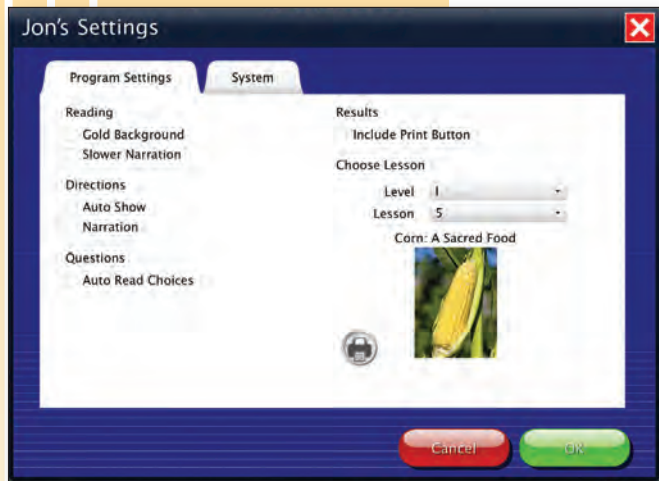 Jon's Settings
Program Settings
System
Reading
Gold Background
Slower Narration
Directions
Auto Show
Narration
Questions
Auto Read Choices
Results
Include Print Button
Choose Lesson
Level I
Lesson 5
Corn: A Sacred Food
Cancel
OK